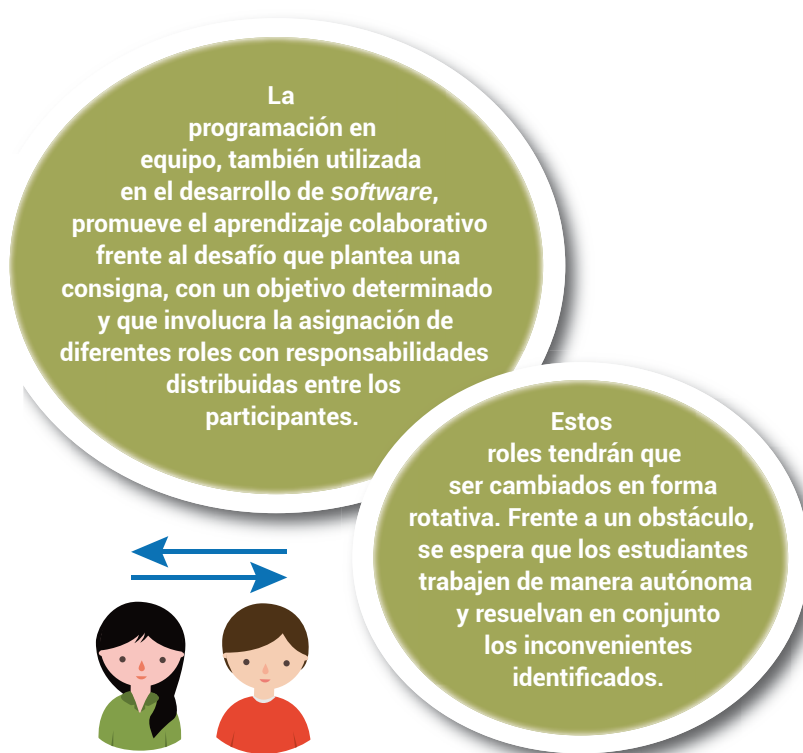 La
programación en
equipo, también utilizada
en el desarrollo de software,
promueve el aprendizaje colaborativo
frente al desafío que plantea una
consigna, con un objetivo determinado
y que involucra la asignación de
diferentes roles con responsabilidades
distribuidas entre los
participantes.
Estos
roles tendrán que
ser cambiados en forma
rotativa. Frente a un obstáculo,
se espera que los estudiantes
trabajen de manera autónoma
y resuelvan en conjunto
los inconvenientes
identificados.